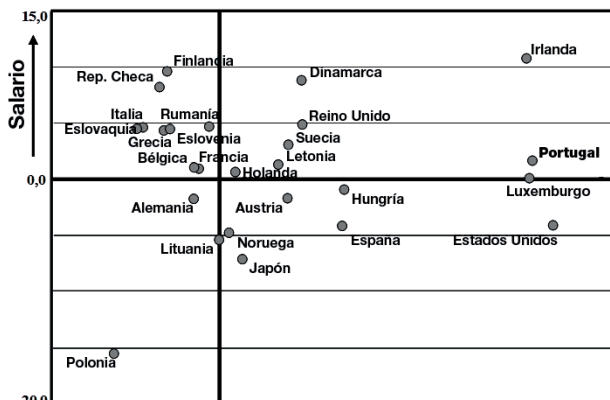 15,0
Irlanda
Finlandia
Rep. Checa
Dinamarca
Salario
Italia
Rumanía
Reino Unido
Eslovaquia
Grecia
Eslovenia
Suecia
Bélgica
Francia
Letonia
Portugal
Holanda
0,0
Luxemburgo
Hungría
Alemania
Austria
Lituania
Noruega
España
Estados Unidos
Japón
Polonia